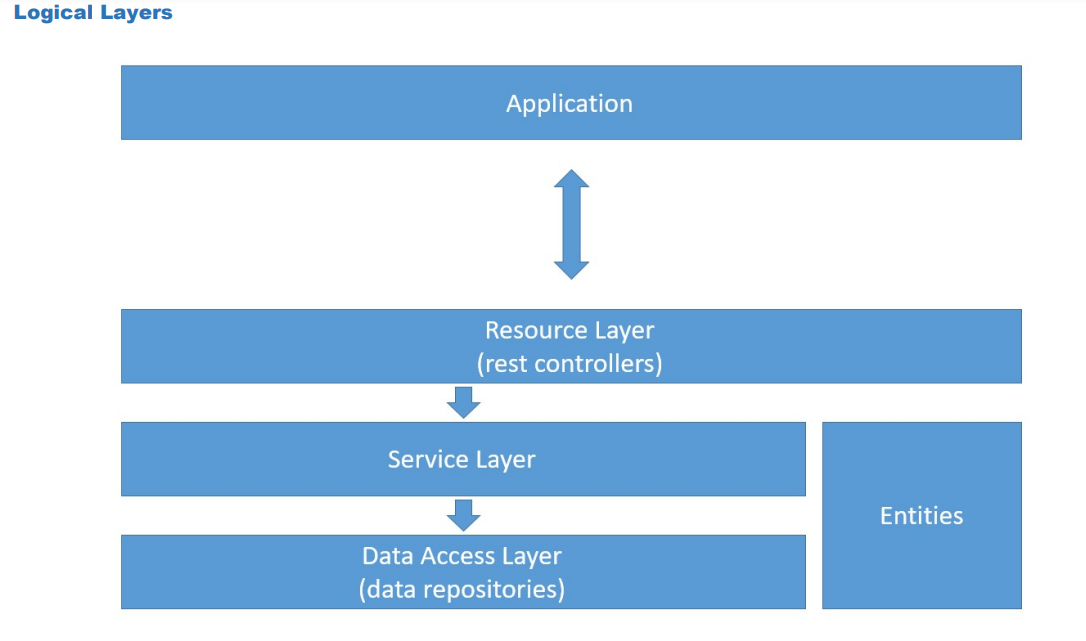 Logical Layers
Application
Resource Layer
(rest controllers)
Service Layer
Entities
Data Access Layer
(data repositories)